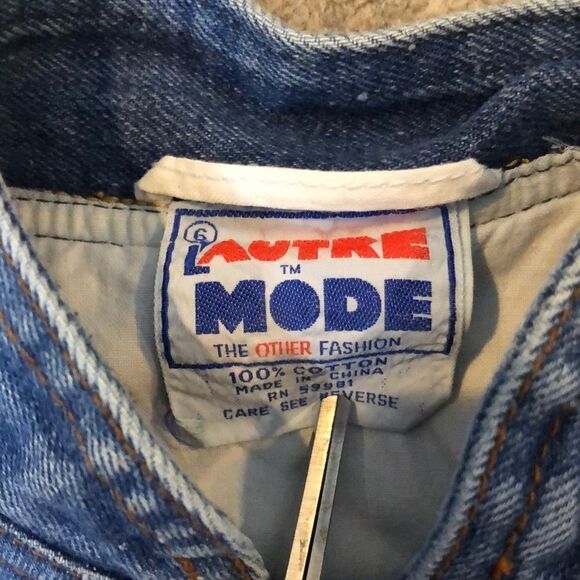 6
L'AUTRE
TM
MODE
THE OTHER FASHION
100% COTTON
MADE IN CHINA
RN 59981
CARE SEE REVERSE